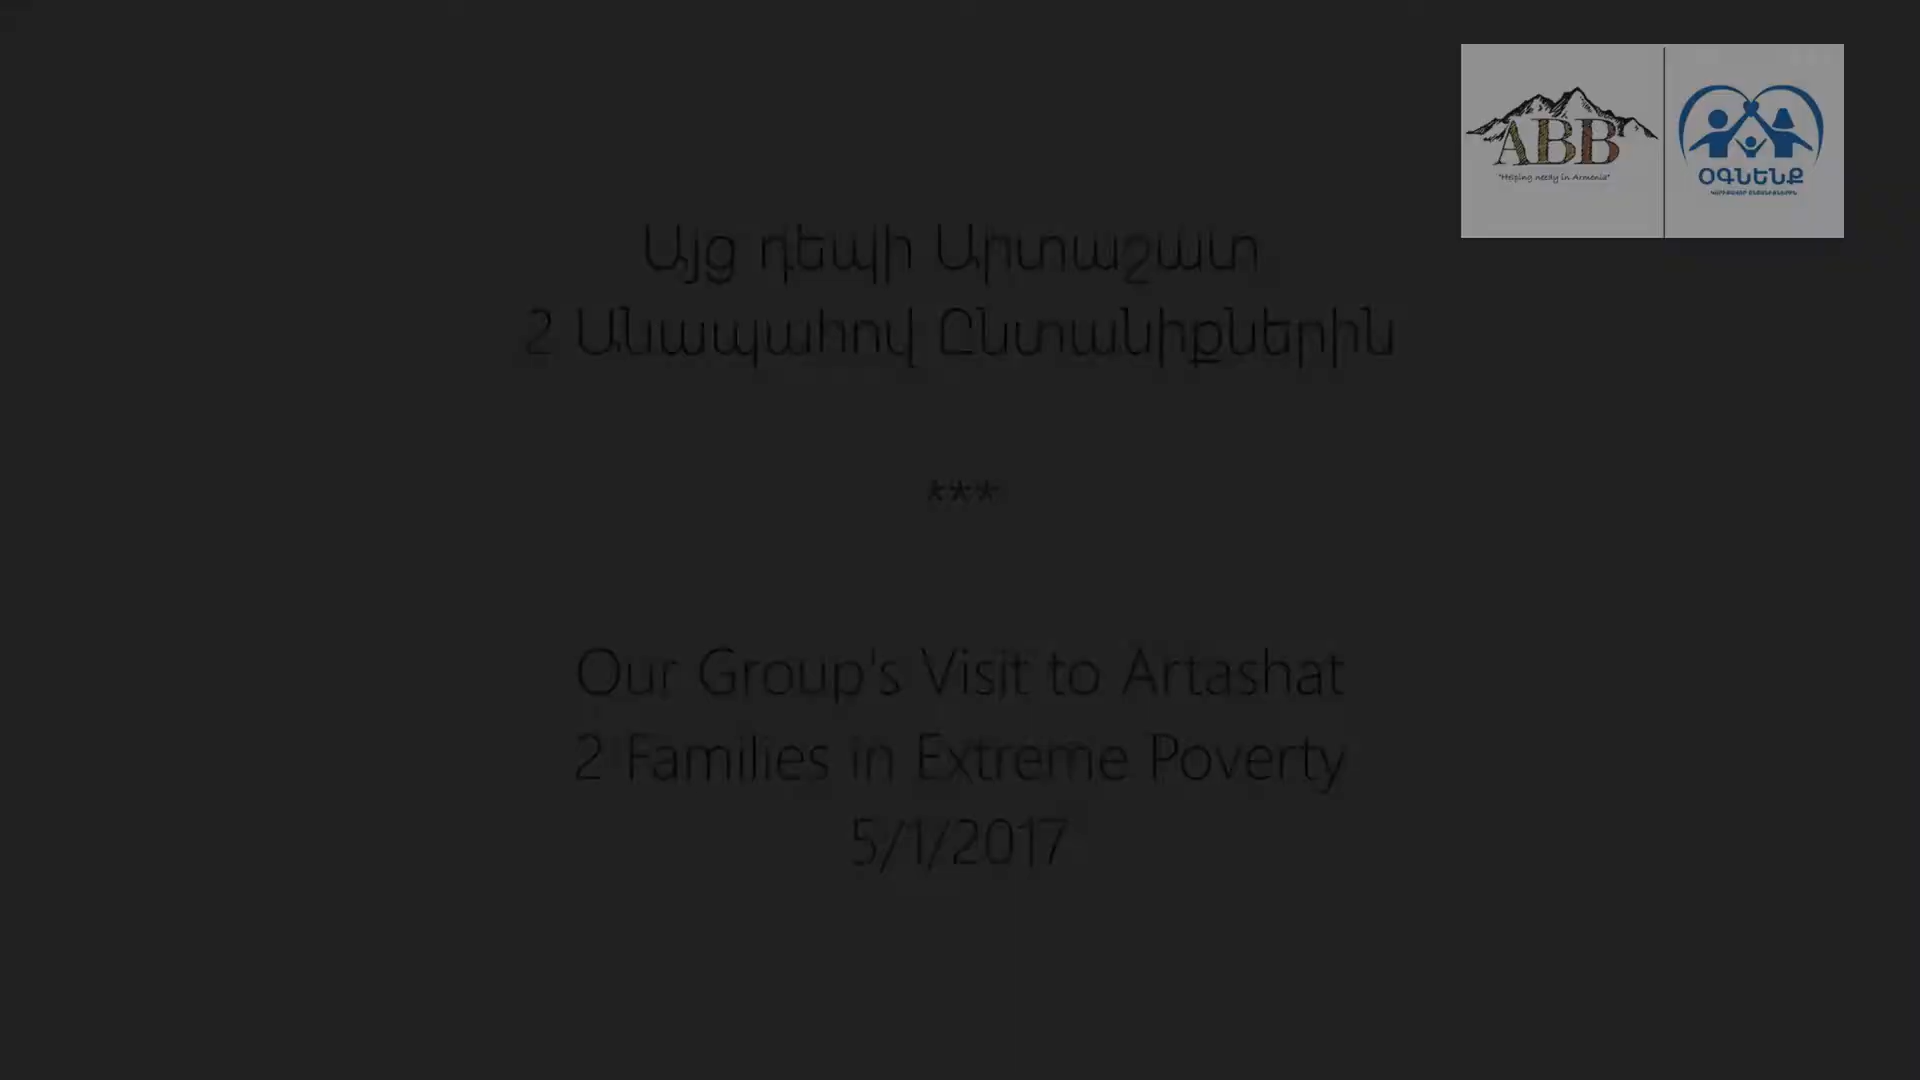 Այց դեպի Արտաշատ
2 Անապահով Ընտանիքներին
***
Our Group's Visit to Artashat
2 Families in Extreme Poverty
5/1/2017
ABB
"Helping needy in Armenia"
ՕԳՆԵՆՔ